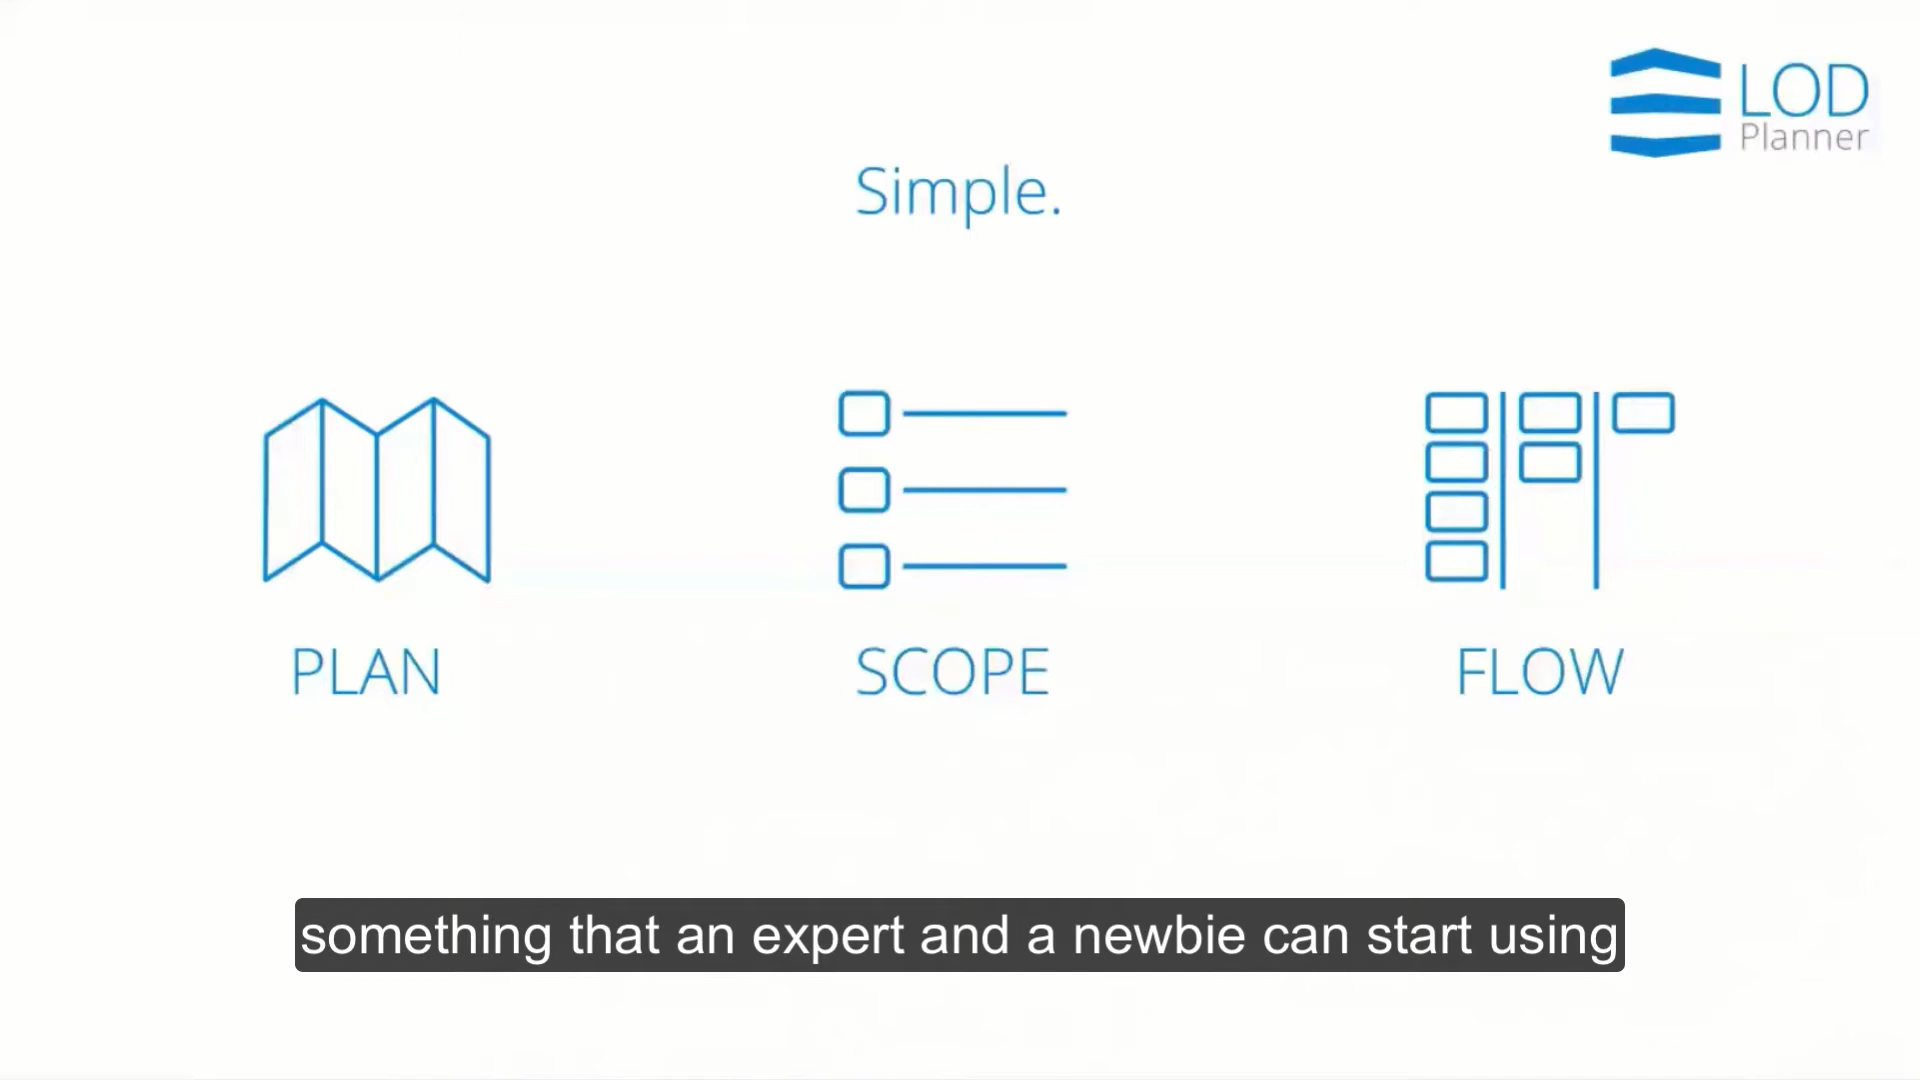 LOD
Planner
Simple.
PLAN
SCOPE
FLOW
something that an expert and a newbie can start using